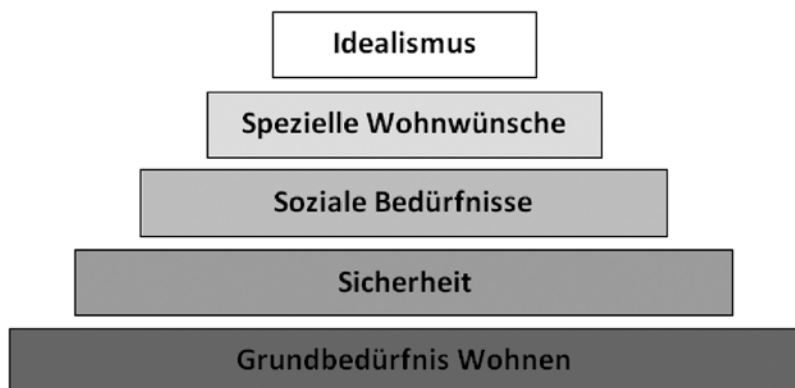 Idealismus
Spezielle Wohnwünsche
Soziale Bedürfnisse
Sicherheit
Grundbedürfnis Wohnen